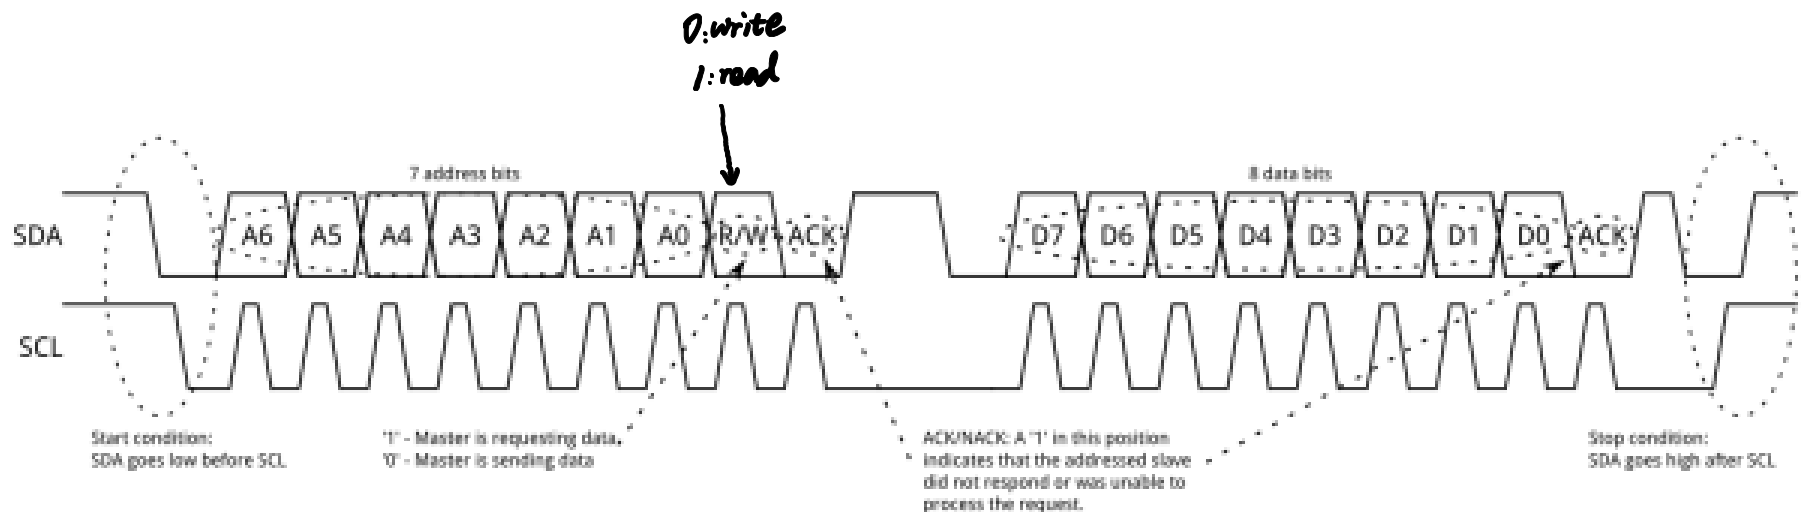 0:write
1:read
7 address bits
8 data bits
SDA
A6 A5 A4 A3 A2 A1 A0 R/W ACK
D7 D6 D5 D4 D3 D2 D1 D0 ACK
SCL
Start condition:
SDA goes low before SCL
'1' - Master is requesting data,
'0' - Master is sending data
ACK/NACK: A '1' in this position
indicates that the addressed slave
did not respond or was unable to
process the request.
Stop condition:
SDA goes high after SCL